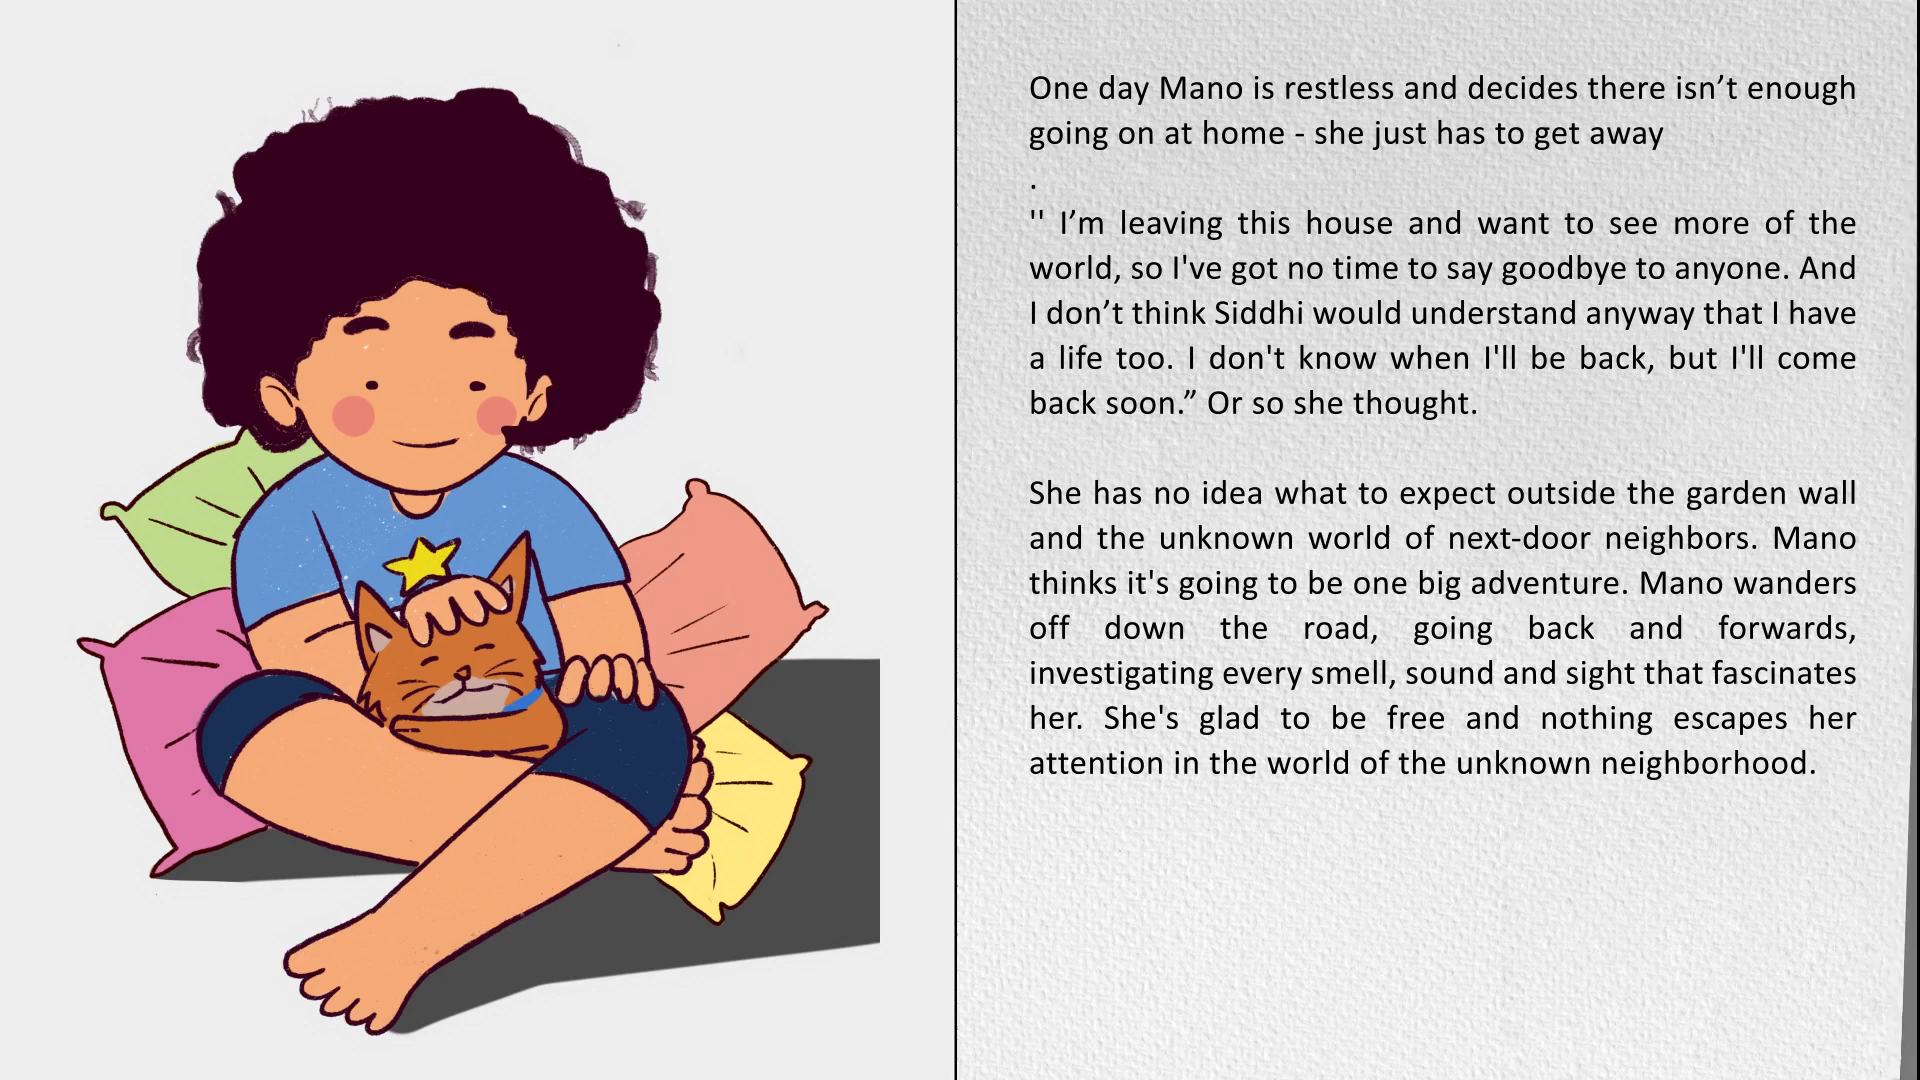 One day Mano is restless and decides there isn’t enough
going on at home - she just has to get away
.
'' I’m leaving this house and want to see more of the
world, so I've got no time to say goodbye to anyone. And
I don’t think Siddhi would understand anyway that I have
a life too. I don't know when I'll be back, but I'll come
back soon.” Or so she thought.
She has no idea what to expect outside the garden wall
and the unknown world of next-door neighbors. Mano
thinks it's going to be one big adventure. Mano wanders
off down the road, going back and forwards,
investigating every smell, sound and sight that fascinates
her. She's glad to be free and nothing escapes her
attention in the world of the unknown neighborhood.